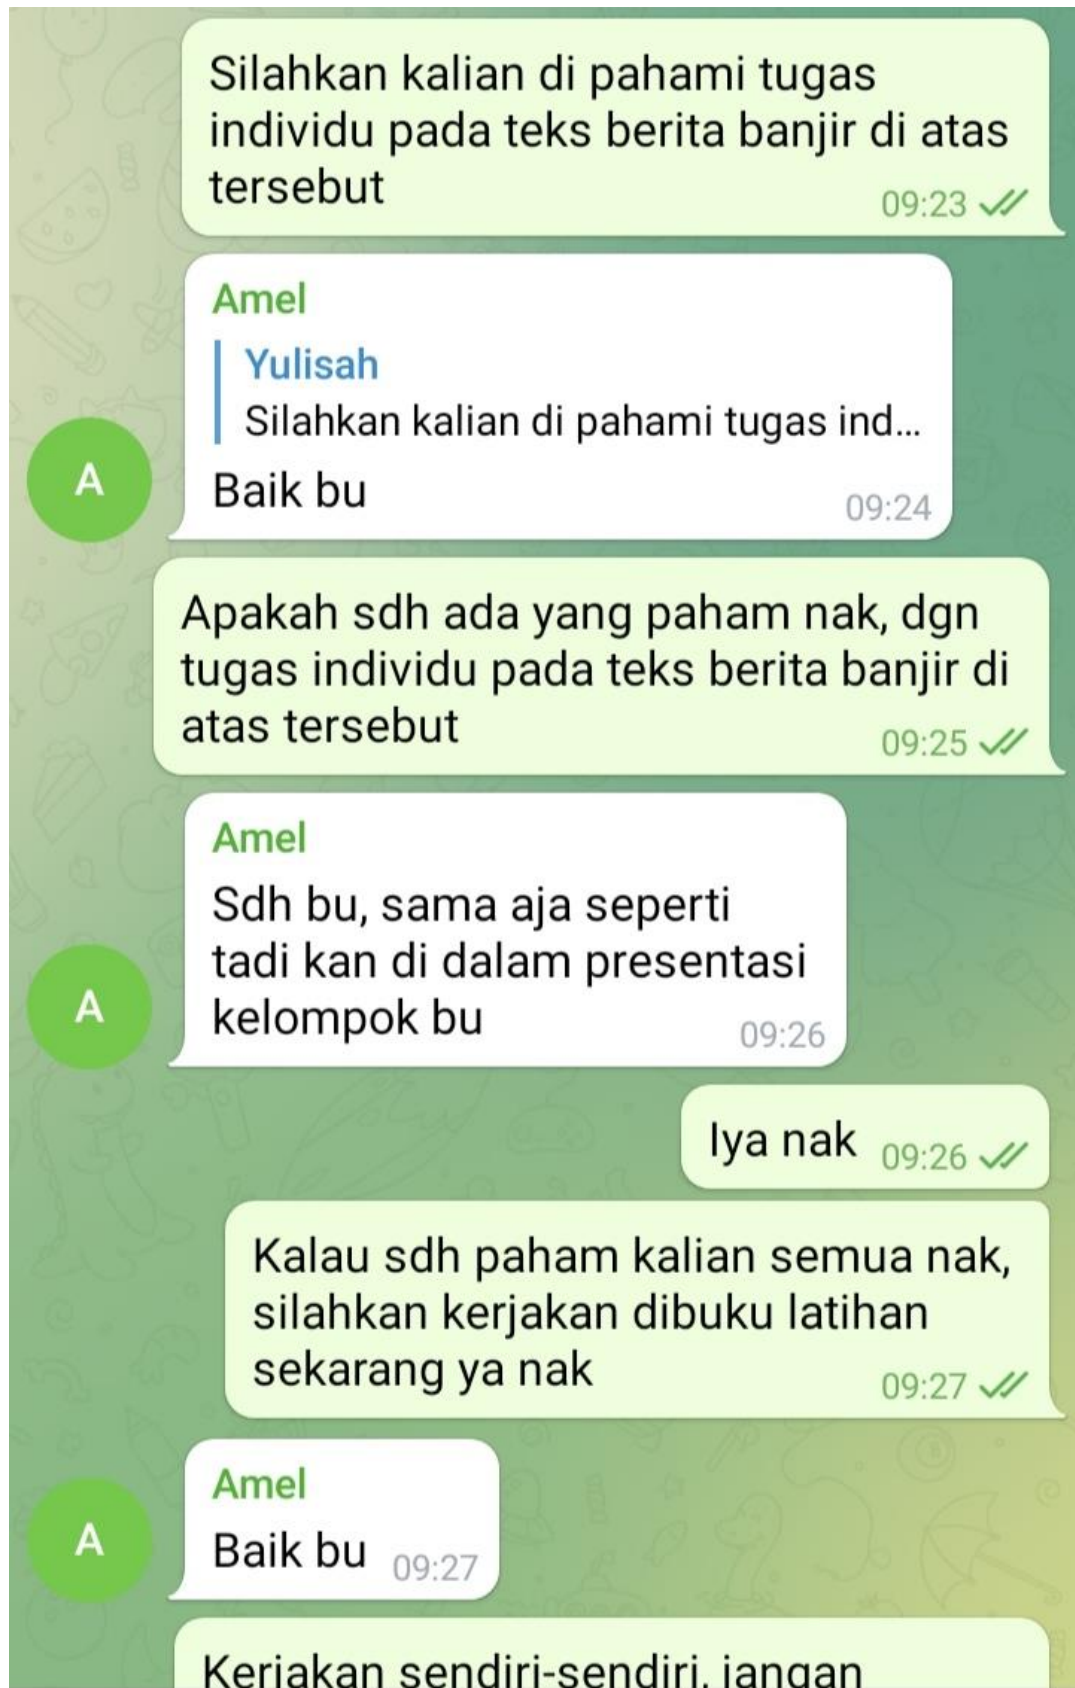 Silahkan kalian di pahami tugas
individu pada teks berita banjir di atas
tersebut
09:23
Amel
Yulisah
Silahkan kalian di pahami tugas ind...
A
Baik bu
09:24
Apakah sdh ada yang paham nak, dgn
tugas individu pada teks berita banjir di
atas tersebut
09:25
Amel
Sdh bu, sama aja seperti
tadi kan di dalam presentasi
A
kelompok bu
09:26
Iya nak 09:26
Kalau sdh paham kalian semua nak,
silahkan kerjakan dibuku latihan
sekarang ya nak
09:27
Amel
A
Baik bu 09:27
Kerjakan sendiri-sendiri, jangan